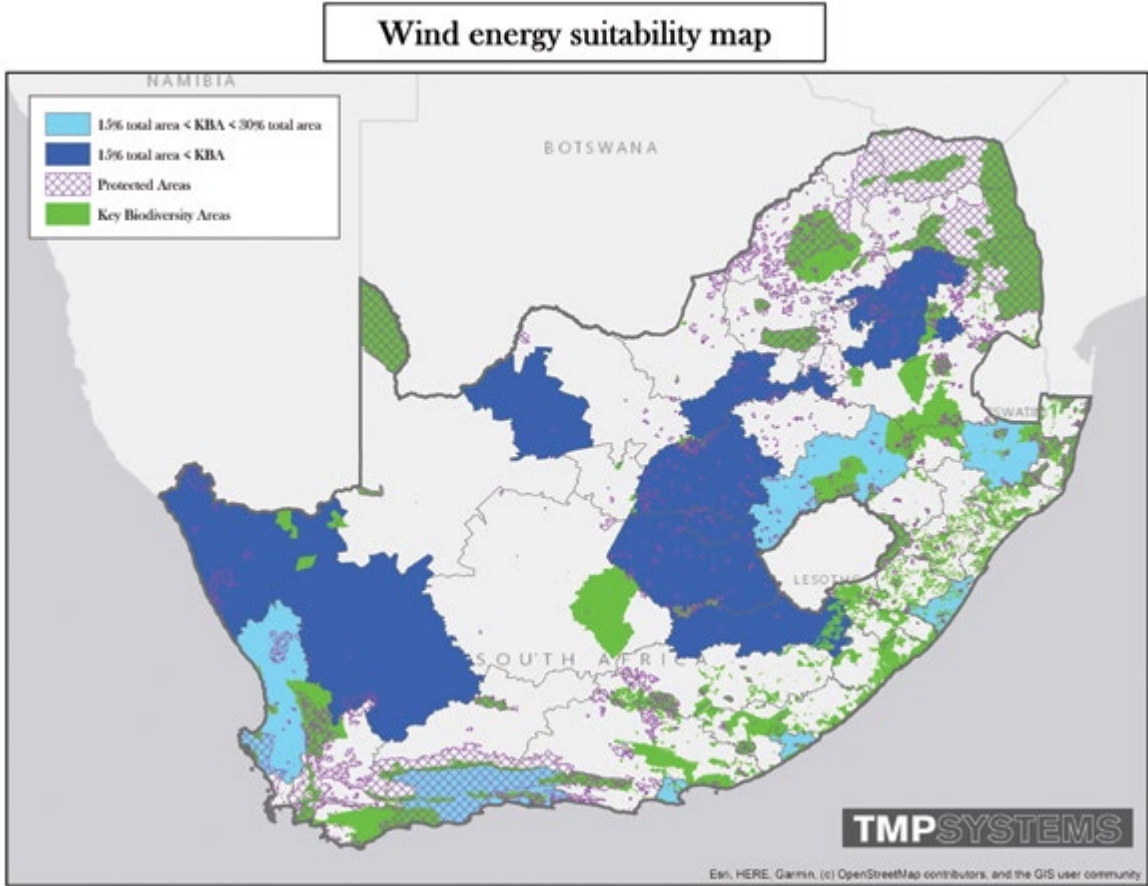 Wind energy suitability map
NAMIBIA
15% total area < KBA < 30% total area
15% total area < KBA
Protected Areas
Key Biodiversity Areas
BOTSWANA
LESOTHO
SOUTH AFRICA
TMPSYSTEMS
Esri, HERE, Garmin, (c) OpenStreetMap contributors, and the GIS user community